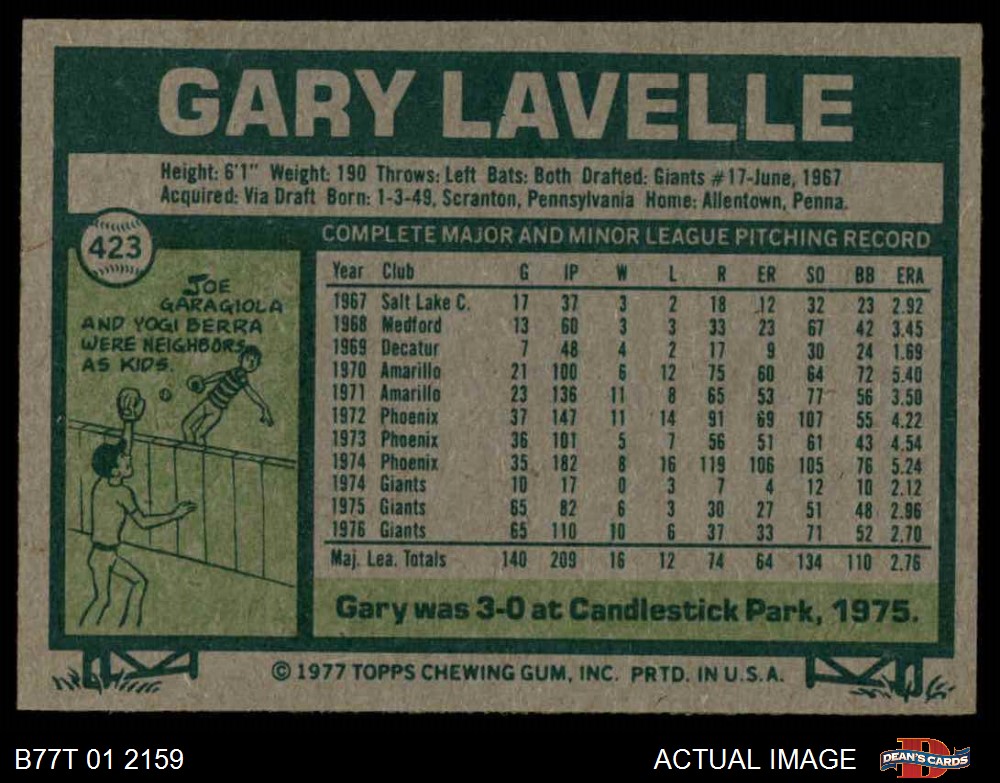 GARY LAVELLE
Height: 6'1" Weight: 190 Throws: Left Bats: Both Drafted: Giants #17-June, 1967
Acquired: Via Draft Born: 1-3-49, Scranton, Pennsylvania Home: Allentown, Penna.
423
JOE
GARAGIOLA
AND YOGI BERRA
WERE NEIGHBORS
AS KIDS.
COMPLETE MAJOR AND MINOR LEAGUE PITCHING RECORD
Year Club G IP W L R ER SO BB ERA
1967 Salt Lake C. 17 37 3 2 18 12 32 23 2.92
1968 Medford 13 60 3 3 33 23 67 42 3.45
1969 Decatur 7 48 4 2 17 9 30 24 1.69
1970 Amarillo 21 100 6 12 75 60 64 72 5.40
1971 Amarillo 23 136 11 8 65 53 77 56 3.50
1972 Phoenix 37 147 11 14 91 69 107 55 4.22
1973 Phoenix 36 101 5 7 56 51 61 43 4.54
1974 Phoenix 35 182 8 16 119 106 105 76 5.24
1974 Giants 10 17 0 3 7 4 12 10 2.12
1975 Giants 65 82 6 3 30 27 51 48 2.96
1976 Giants 65 110 10 6 37 33 71 52 2.70
Maj. Lea. Totals 140 209 16 12 74 64 134 110 2.76
Gary was 3-0 at Candlestick Park, 1975.
© 1977 TOPPS CHEWING GUM, INC. PRTD. IN U.S.A.
B77T 01 2159
ACTUAL IMAGE
DEAN'S CARDS